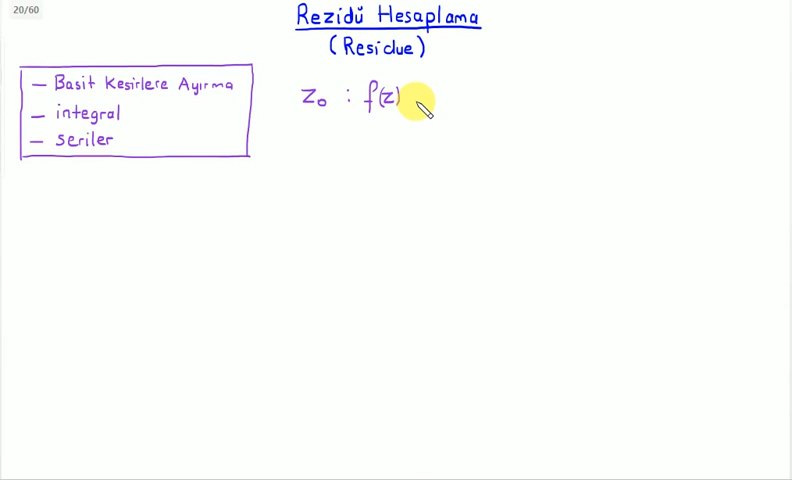 20/60
Rezidü Hesaplama
(Residue)
- Basit Kesirlere Ayırma
- integral
- seriler
z₀ : f(z)